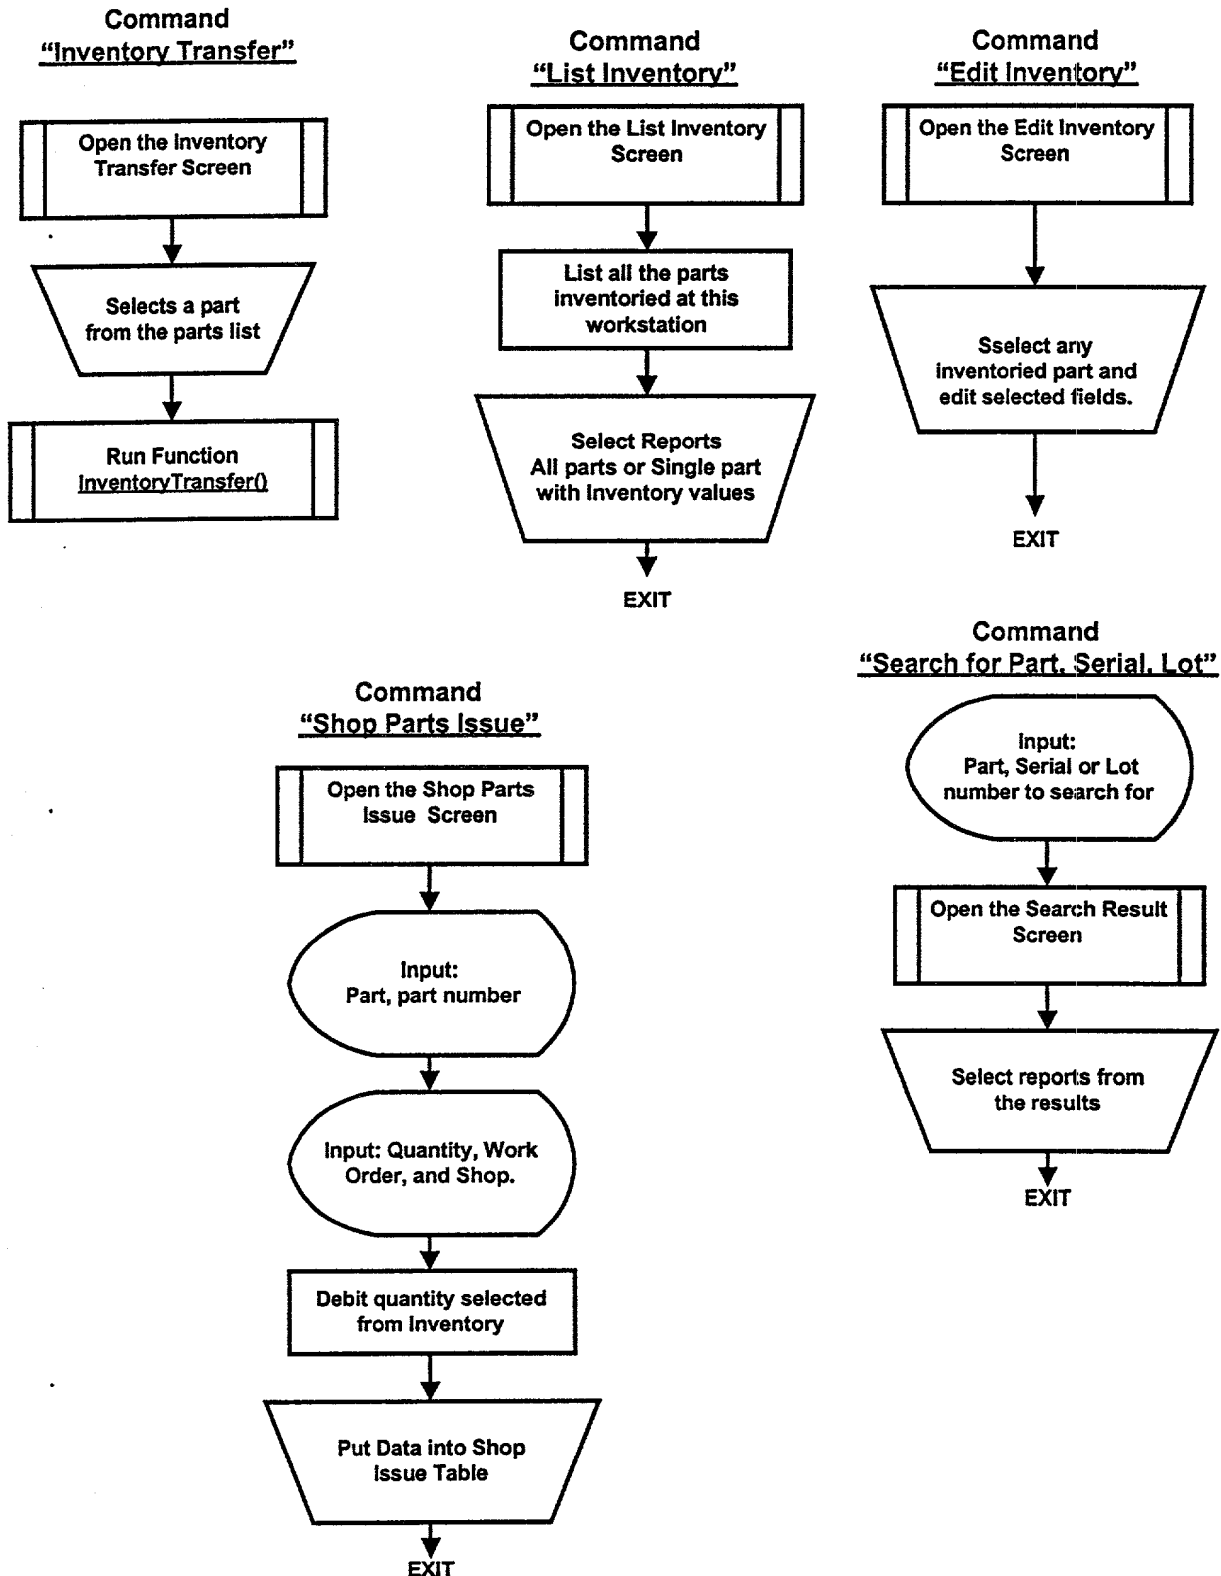 Command
“Inventory Transfer”
Open the Inventory
Transfer Screen
Selects a part
from the parts list
Run Function
InventoryTransfer()
Command
“List Inventory”
Open the List Inventory
Screen
List all the parts
inventoried at this
workstation
Select Reports
All parts or Single part
with Inventory values
EXIT
Command
“Edit Inventory”
Open the Edit Inventory
Screen
Sselect any
inventoried part and
edit selected fields.
EXIT
Command
“Shop Parts Issue”
Open the Shop Parts
Issue Screen
Input:
Part, part number
Input: Quantity, Work
Order, and Shop.
Debit quantity selected
from Inventory
Put Data into Shop
Issue Table
EXIT
Command
“Search for Part, Serial, Lot”
Input:
Part, Serial or Lot
number to search for
Open the Search Result
Screen
Select reports from
the results
EXIT